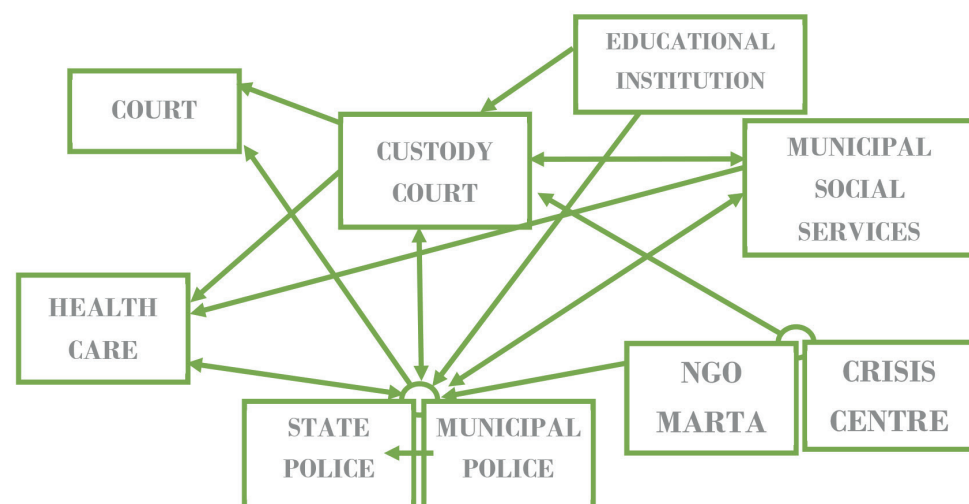 EDUCATIONAL
INSTITUTION
COURT
CUSTODY
COURT
MUNICIPAL
SOCIAL
SERVICES
HEALTH
CARE
NGO
MARTA
CRISIS
CENTRE
STATE
POLICE
MUNICIPAL
POLICE